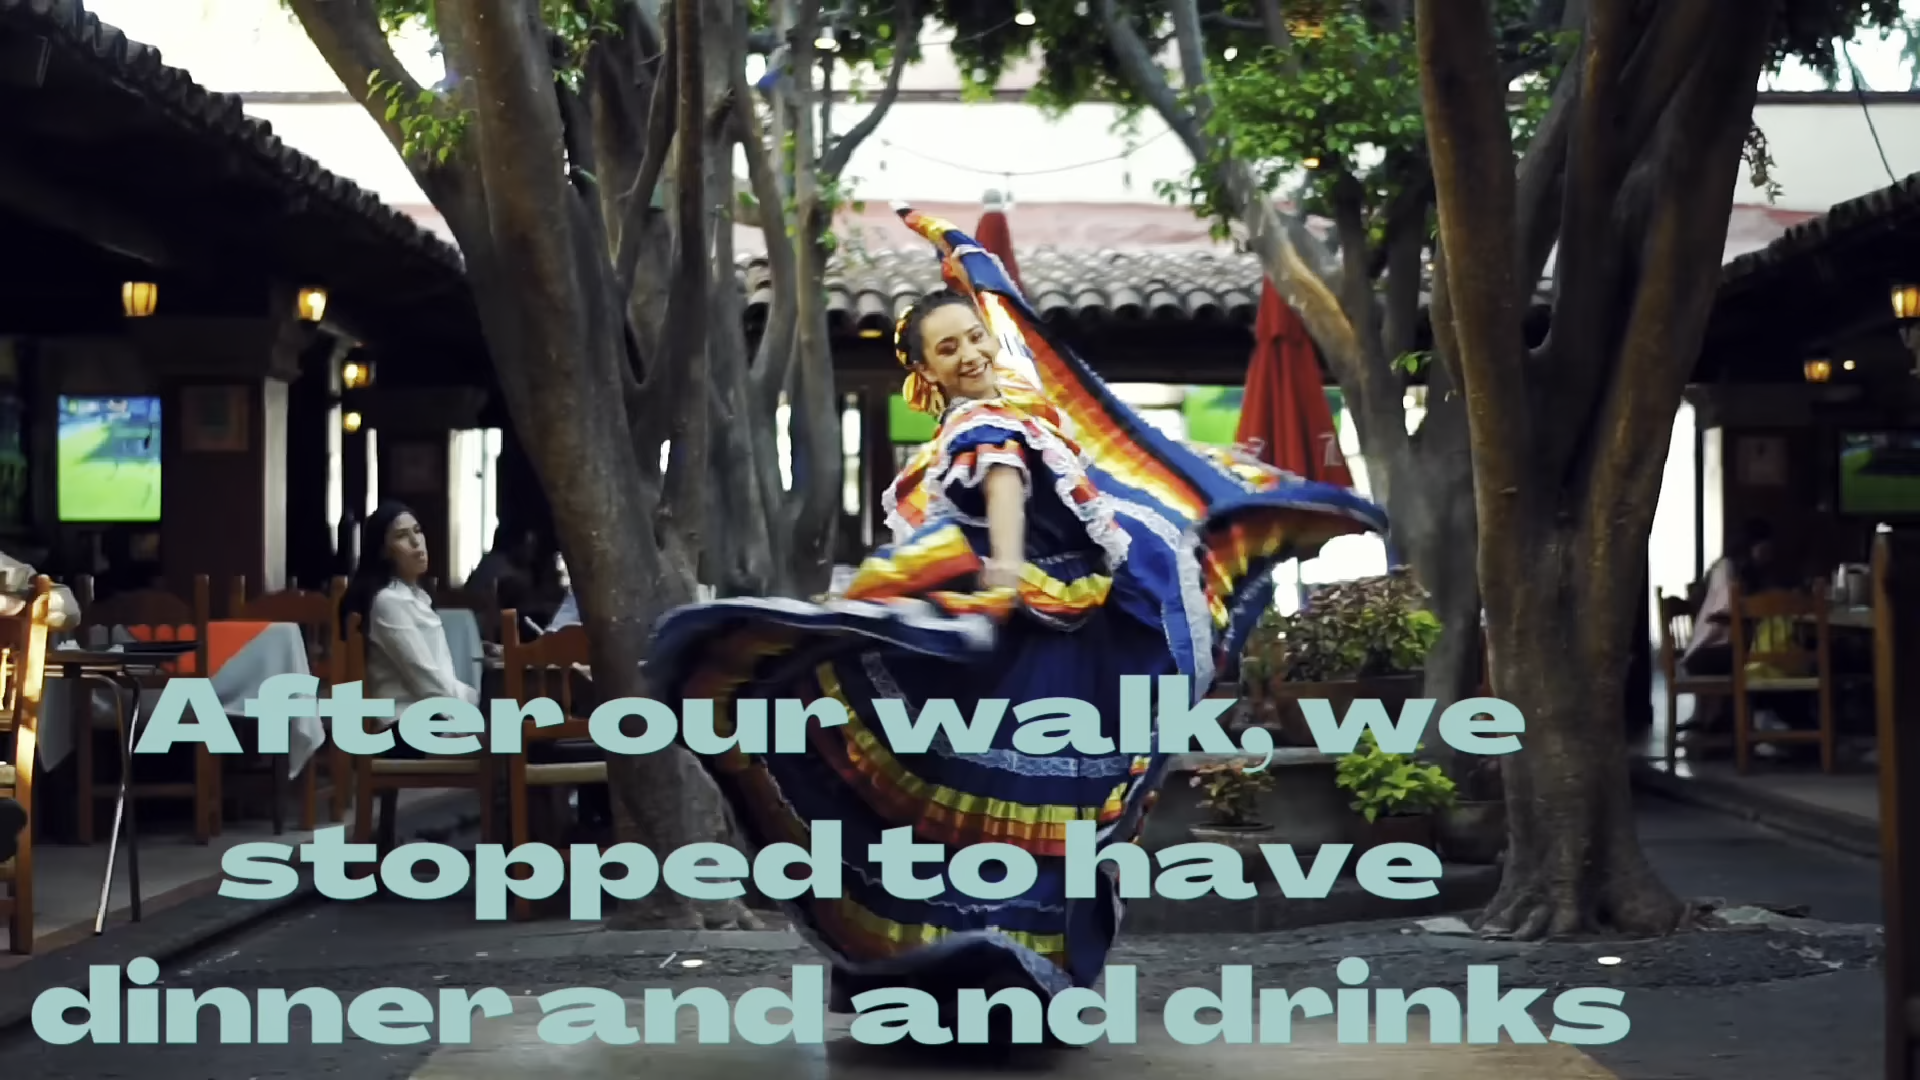 After our walk, we
stopped to have
dinner and and drinks